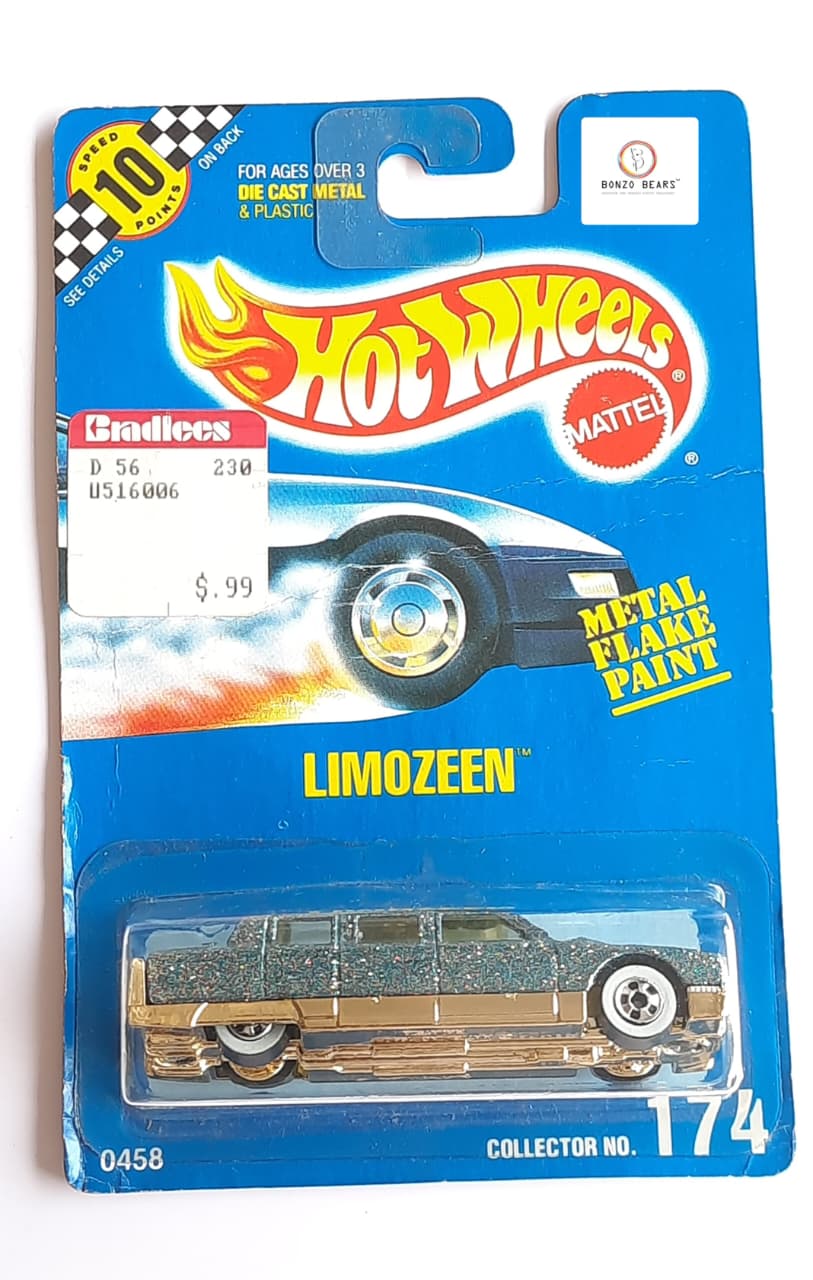 SPEED
10
POINTS
ON BACK
SEE DETAILS
FOR AGES OVER 3
DIE CAST METAL
& PLASTIC
BONZO BEARS™
HOT WHEELS®
MATTEL
®
Bradlees
D 56 230
U516006
$.99
METAL
FLAKE
PAINT
LIMOZEEN™
0458
COLLECTOR NO. 174